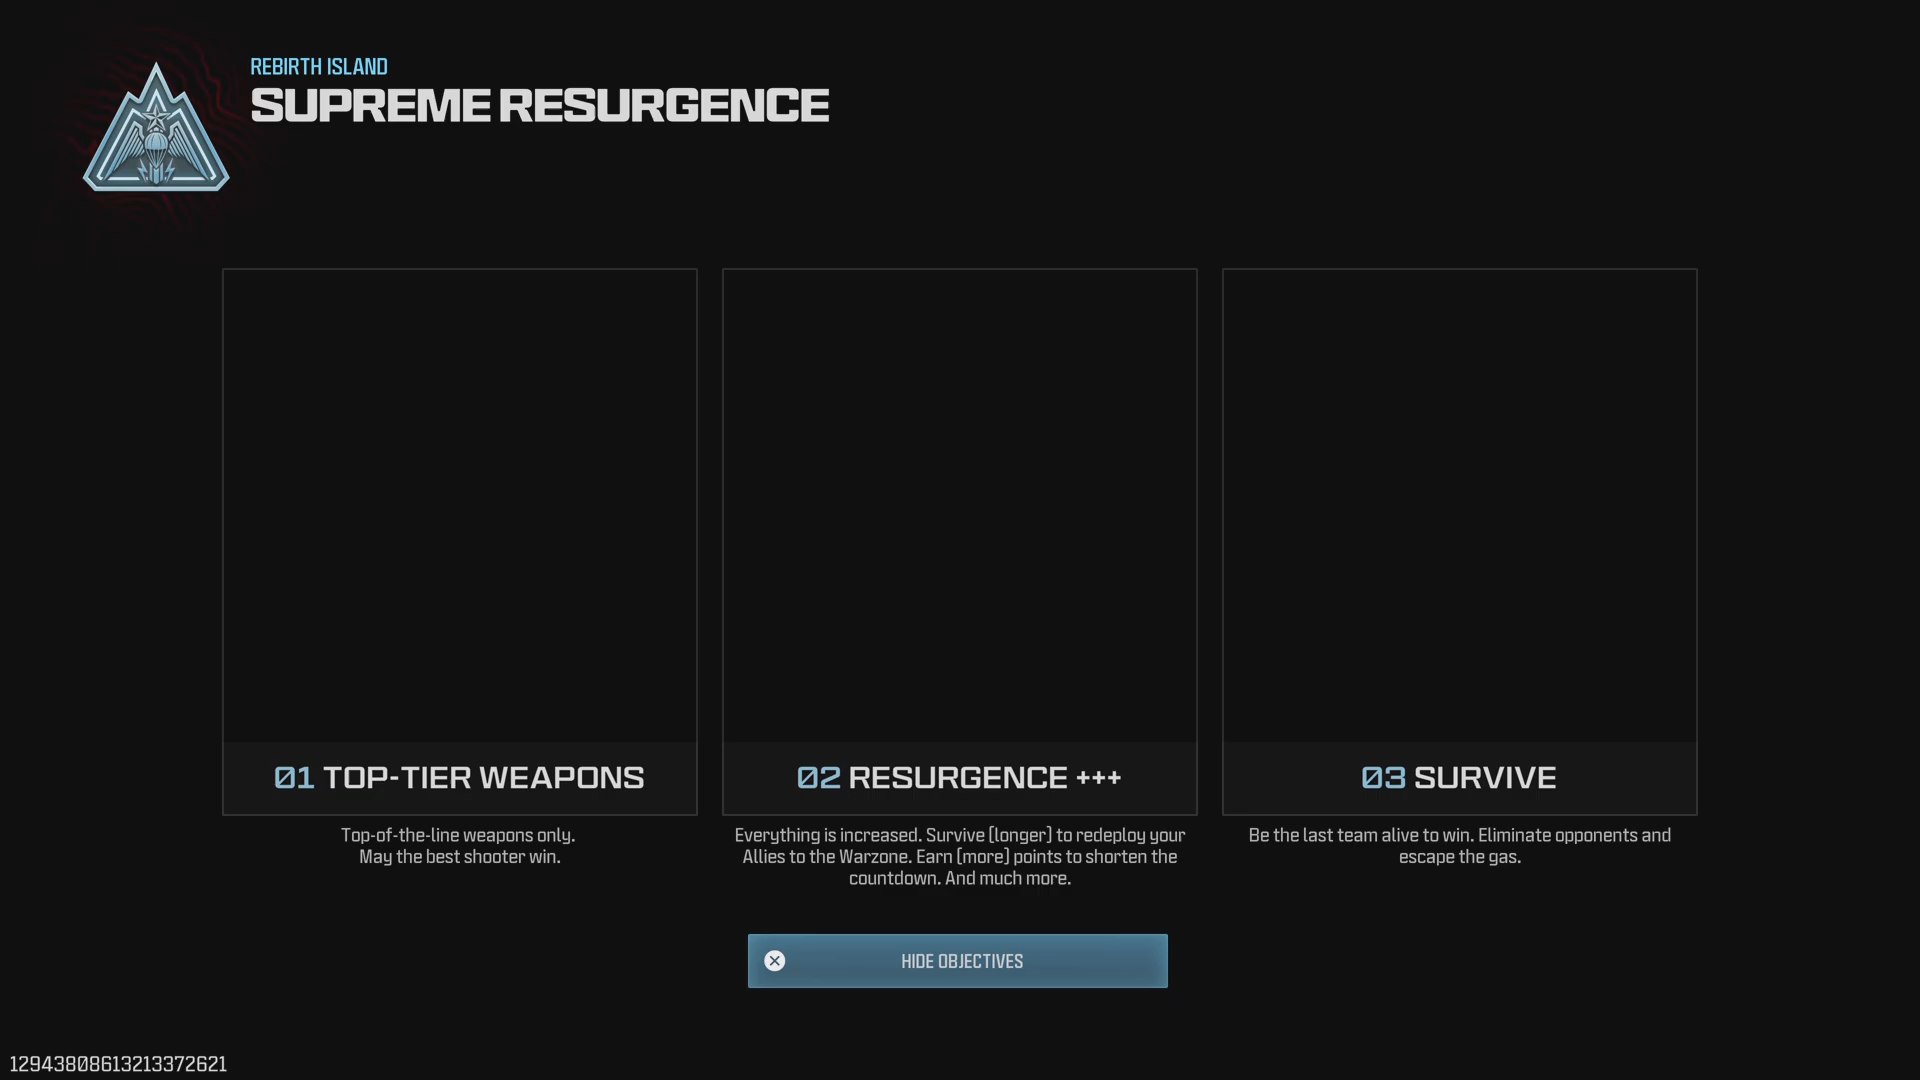 REBIRTH ISLAND
SUPREME RESURGENCE
01 TOP-TIER WEAPONS
Top-of-the-line weapons only.
May the best shooter win.
02 RESURGENCE +++
Everything is increased. Survive (longer) to redeploy your
Allies to the Warzone. Earn (more) points to shorten the
countdown. And much more.
03 SURVIVE
Be the last team alive to win. Eliminate opponents and
escape the gas.
HIDE OBJECTIVES
12943808613213372621